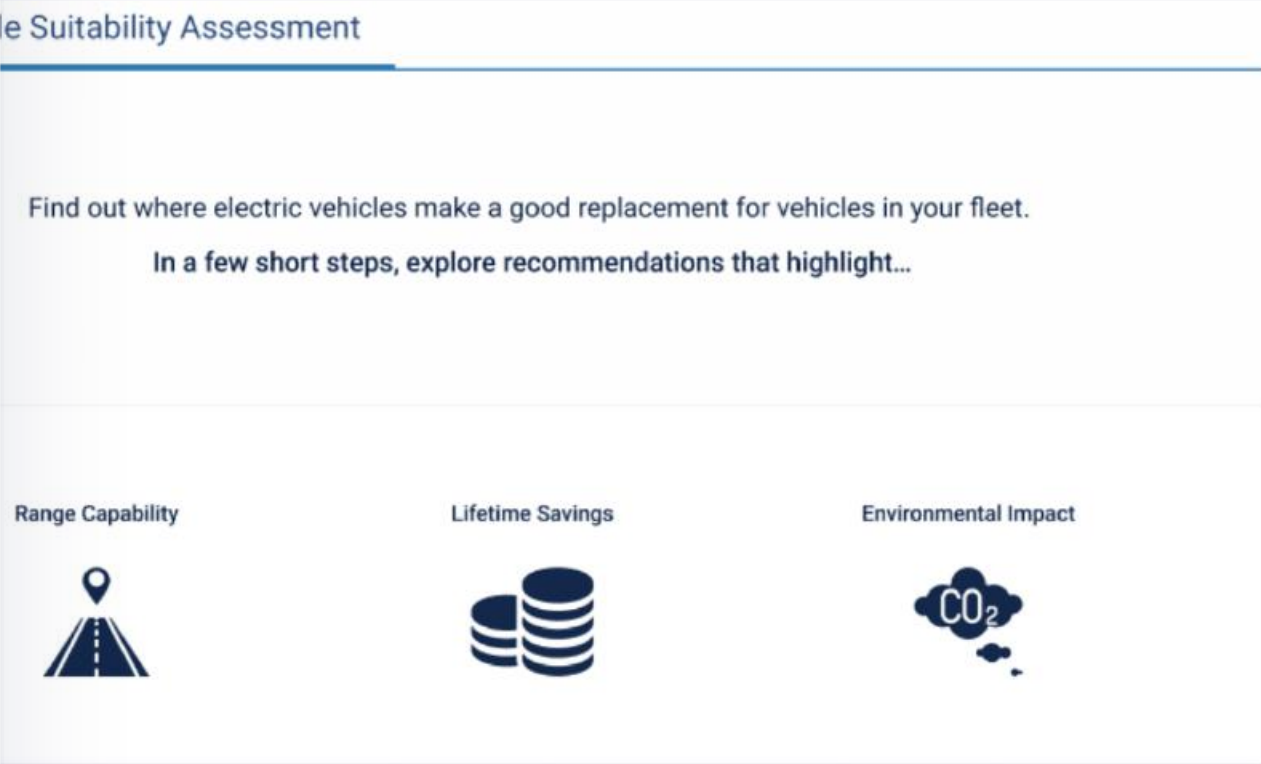 le Suitability Assessment
Find out where electric vehicles make a good replacement for vehicles in your fleet.
In a few short steps, explore recommendations that highlight...
Range Capability
Lifetime Savings
Environmental Impact
CO₂